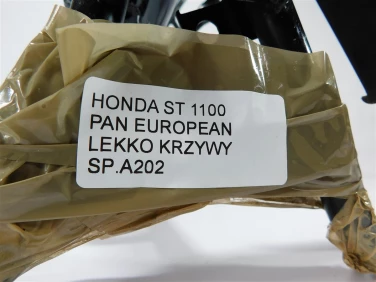 HONDA ST 1100
PAN EUROPEAN
LEKKO KRZYWY
SP.A202